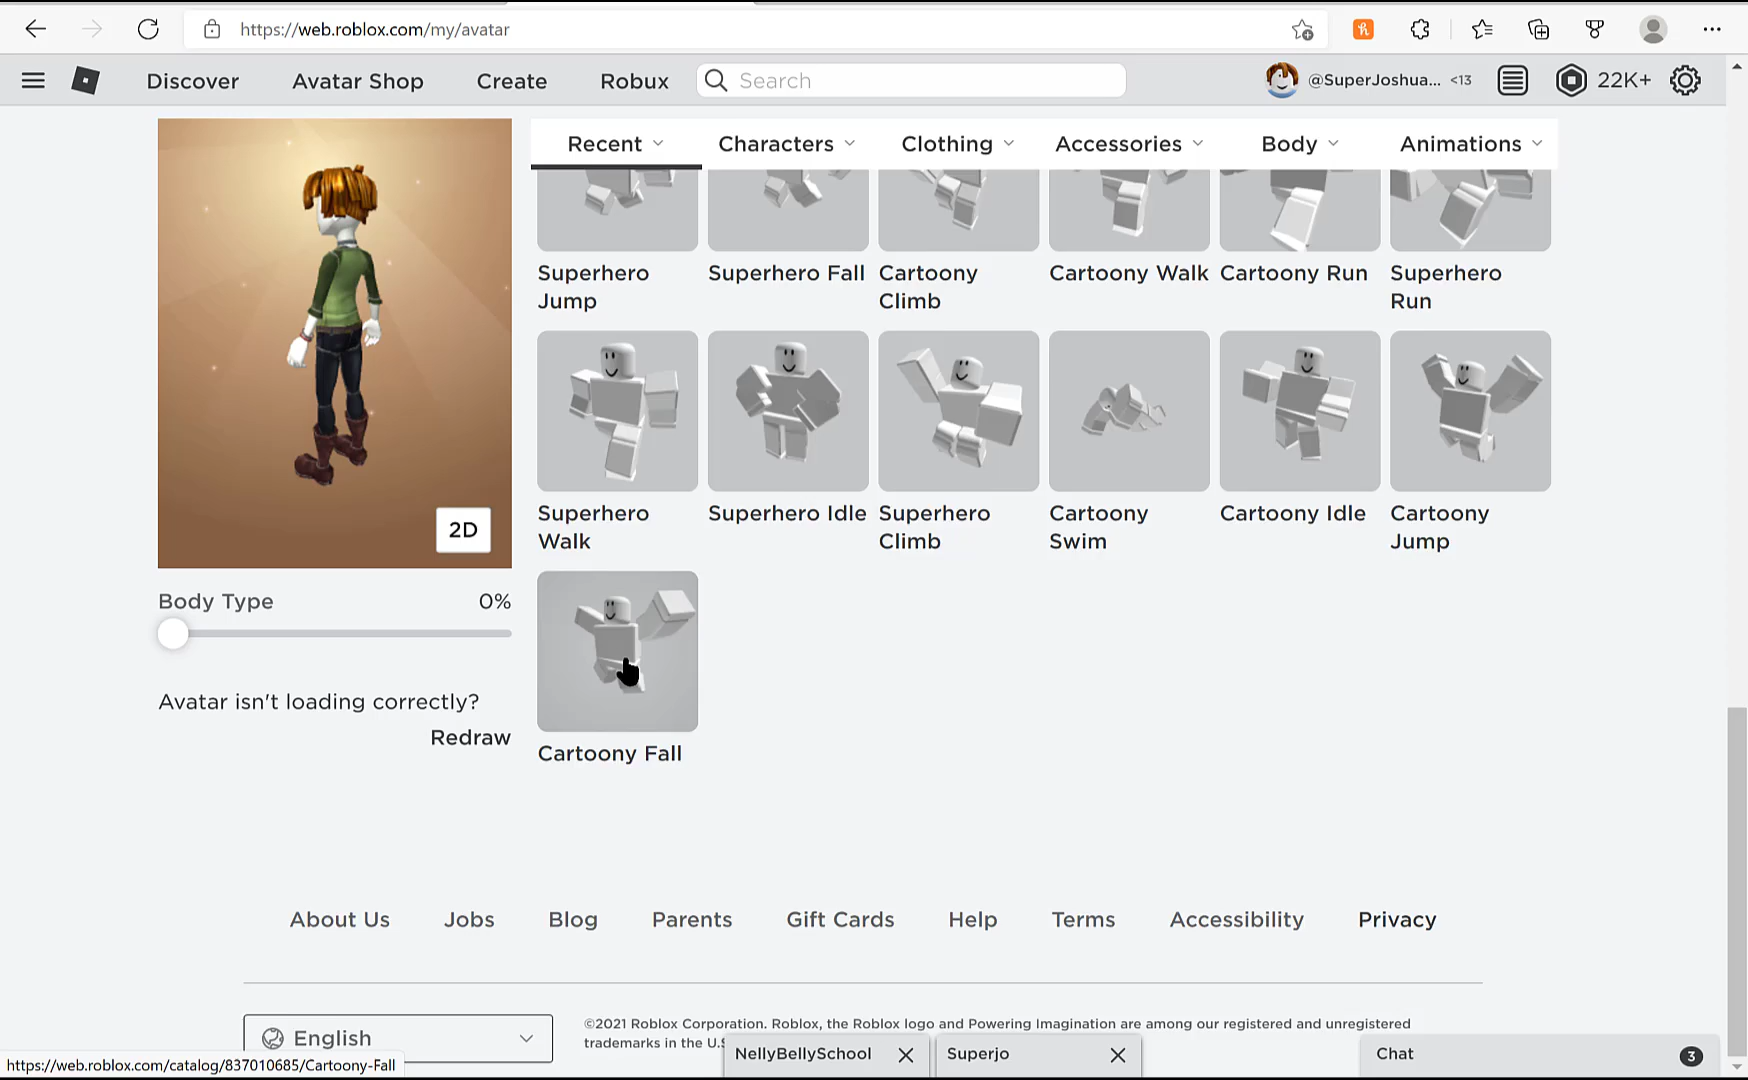 https://web.roblox.com/my/avatar
Discover
Avatar Shop
Create
Robux
Search
@SuperJoshua... <13
22K+
Recent
Characters
Clothing
Accessories
Body
Animations
Superhero
Jump
Superhero Fall
Cartoony
Climb
Cartoony Walk
Cartoony Run
Superhero
Run
2D
Superhero
Walk
Superhero Idle
Superhero
Climb
Cartoony
Swim
Cartoony Idle
Cartoony
Jump
Body Type
0%
Avatar isn't loading correctly?
Redraw
Cartoony Fall
About Us
Jobs
Blog
Parents
Gift Cards
Help
Terms
Accessibility
Privacy
English
©2021 Roblox Corporation. Roblox, the Roblox logo and Powering Imagination are among our registered and unregistered
trademarks in the U.S
NellyBellySchool
Superjo
Chat
3
https://web.roblox.com/catalog/837010685/Cartoony-Fall